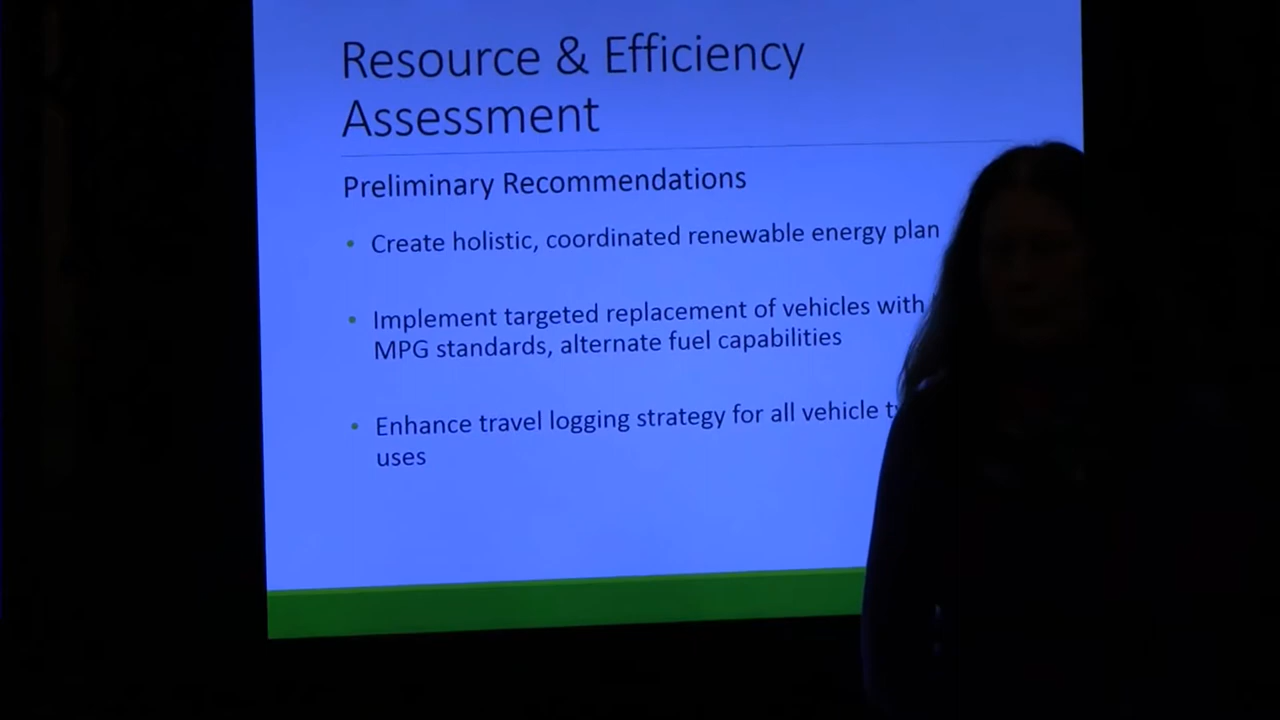 Resource & Efficiency
Assessment
Preliminary Recommendations
• Create holistic, coordinated renewable energy plan
• Implement targeted replacement of vehicles with
MPG standards, alternate fuel capabilities
• Enhance travel logging strategy for all vehicle
uses